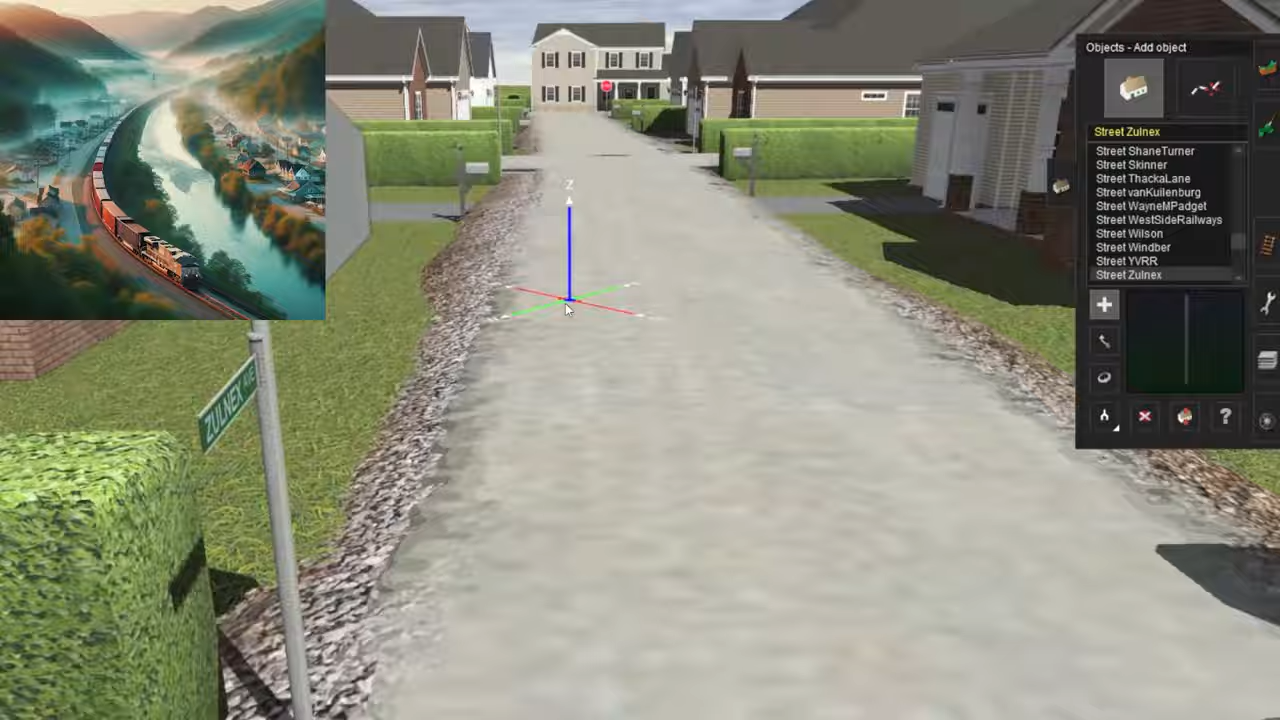 Objects - Add object
Street Zulnex
Street ShaneTurner
Street Skinner
Street ThackaLane
Street vanKuilenburg
Street WayneMPadget
Street WestSideRailways
Street Wilson
Street Windber
Street YVRR
Street Zulnex
Z
ZULNEX AVE
?